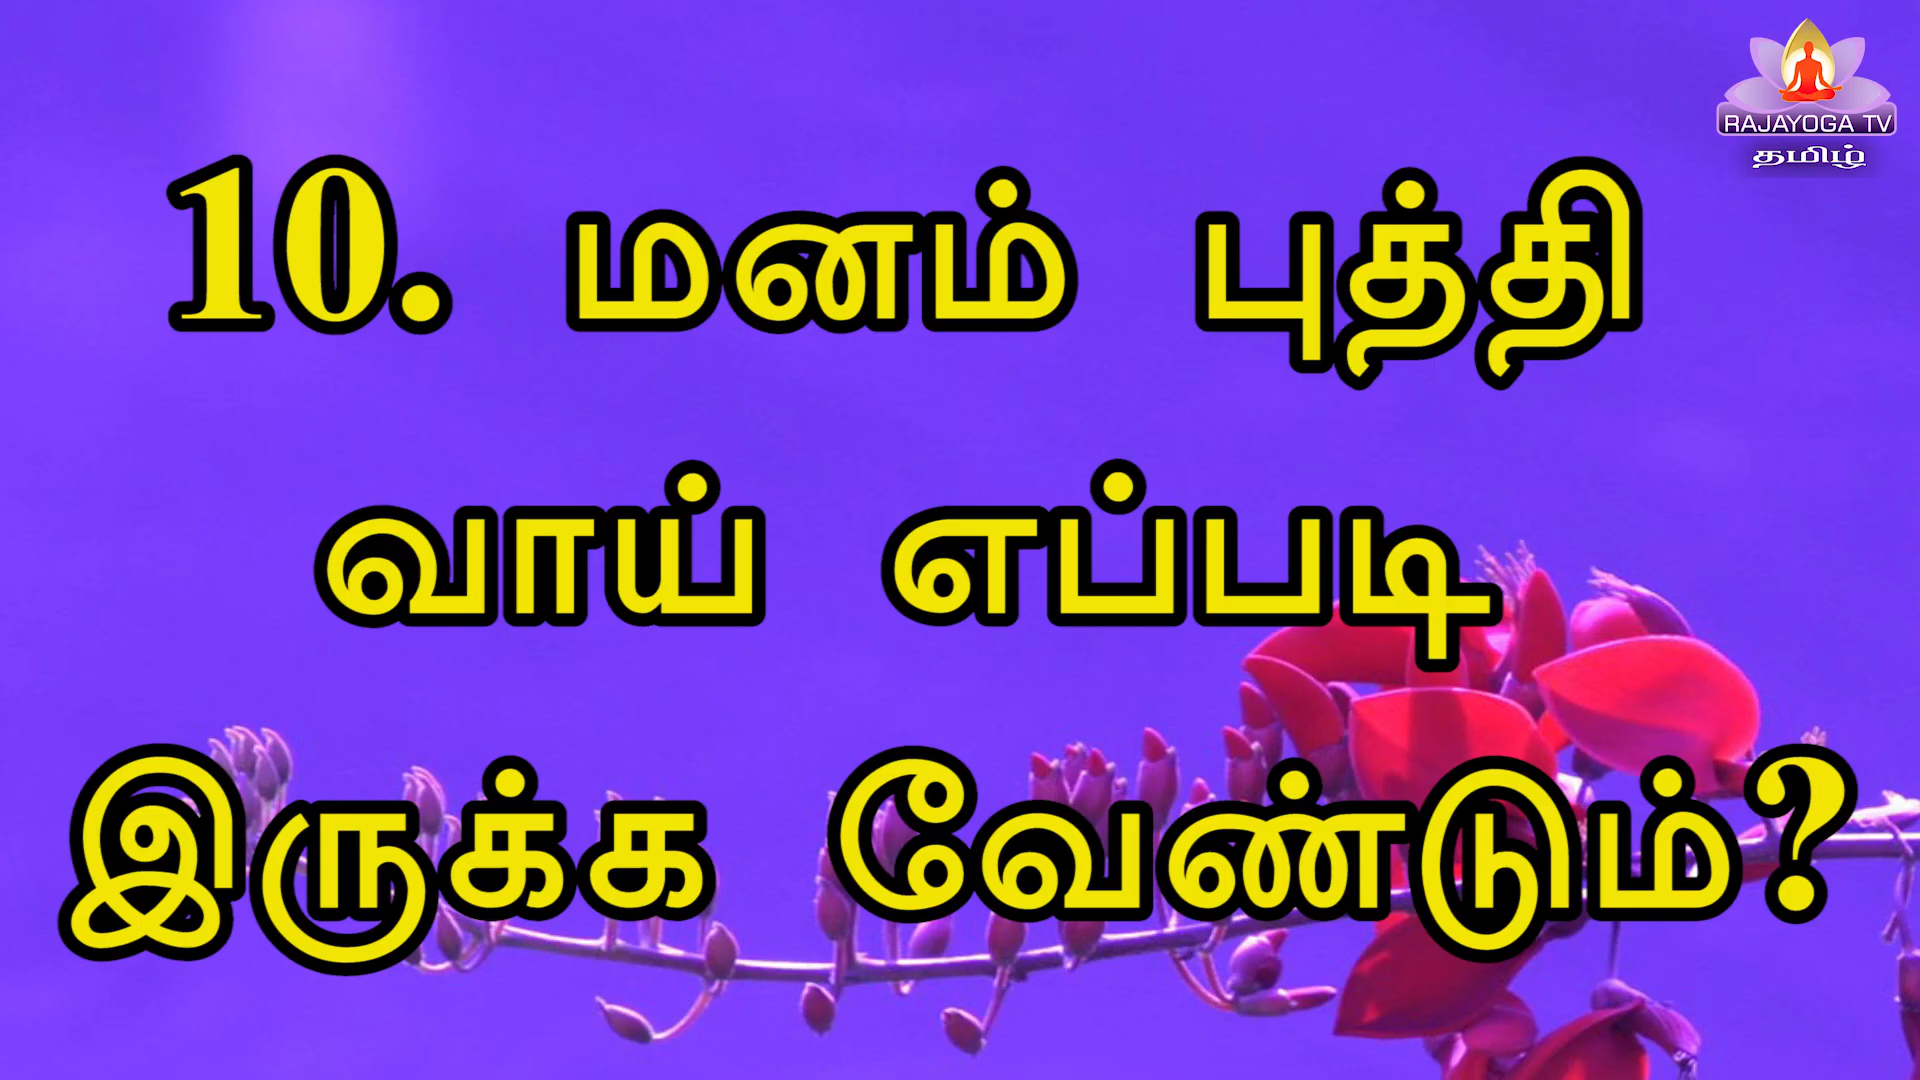 RAJAYOGA TV
தமிழ்
10. மனம் புத்தி
வாய் எப்படி
இருக்க வேண்டும்?